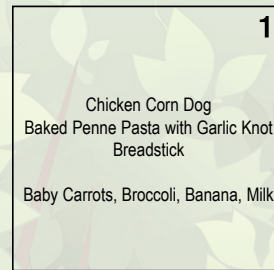 1
Chicken Corn Dog
Baked Penne Pasta with Garlic Knot
Breadstick
Baby Carrots, Broccoli, Banana, Milk